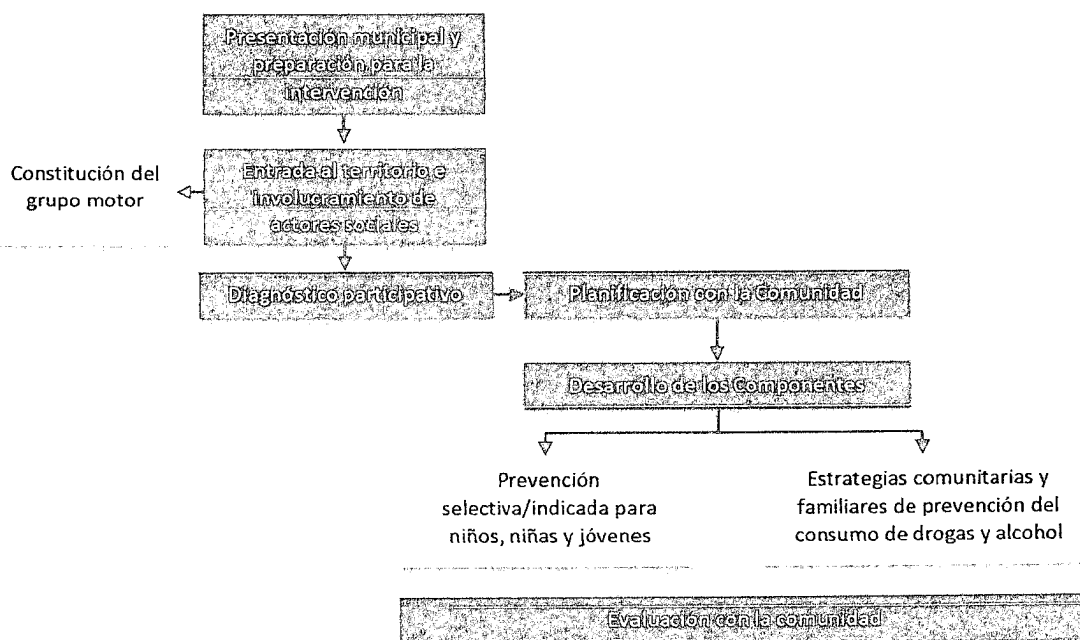 Presentación municipal y
preparación para la
intervención
Constitución del
grupo motor
Entrada al territorio e
involucramiento de
actores sociales
Diagnóstico participativo
Planificación con la Comunidad
Desarrollo de los Componentes
Prevención
selectiva/indicada para
niños, niñas y jóvenes
Estrategias comunitarias y
familiares de prevención del
consumo de drogas y alcohol
Evaluación con la comunidad